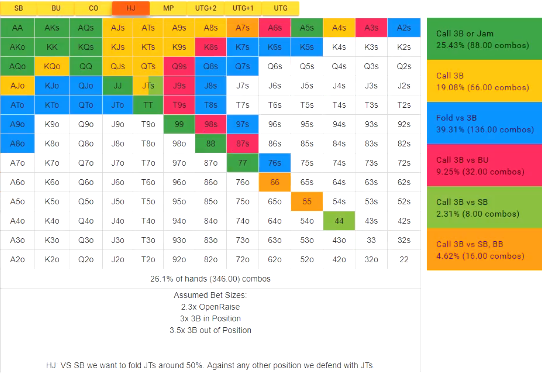 SB BU CO HJ MP UTG+2 UTG+1 UTG
AA AKs AQs AJs ATs A9s A8s A7s A6s A5s A4s A3s A2s
AKo KK KQs KJs KTs K9s K8s K7s K6s K5s K4s K3s K2s
AQo KQo QQ QJs QTs Q9s Q8s Q7s Q6s Q5s Q4s Q3s Q2s
AJo KJo QJo JJ JTs J9s J8s J7s J6s J5s J4s J3s J2s
ATo KTo QTo JTo TT T9s T8s T7s T6s T5s T4s T3s T2s
A9o K9o Q9o J9o T9o 99 98s 97s 96s 95s 94s 93s 92s
A8o K8o Q8o J8o T8o 98o 88 87s 86s 85s 84s 83s 82s
A7o K7o Q7o J7o T7o 97o 87o 77 76s 75s 74s 73s 72s
A6o K6o Q6o J6o T6o 96o 86o 76o 66 65s 64s 63s 62s
A5o K5o Q5o J5o T5o 95o 85o 75o 65o 55 54s 53s 52s
A4o K4o Q4o J4o T4o 94o 84o 74o 64o 54o 44 43s 42s
A3o K3o Q3o J3o T3o 93o 83o 73o 63o 53o 43o 33 32s
A2o K2o Q2o J2o T2o 92o 82o 72o 62o 52o 42o 32o 22
26.1% of hands (346.00) combos
Assumed Bet Sizes:
2.3x OpenRaise
3x 3B in Position
3.5x 3B out of Position
HJ VS SB we want to fold JTs around 50%. Against any other position we defend with JTs
Call 3B or Jam
25.43% (88.00 combos)
Call 3B
19.08% (66.00 combos)
Fold vs 3B
39.31% (136.00 combos)
Call 3B vs BU
9.25% (32.00 combos)
Call 3B vs SB
2.31% (8.00 combos)
Call 3B vs SB, BB
4.62% (16.00 combos)